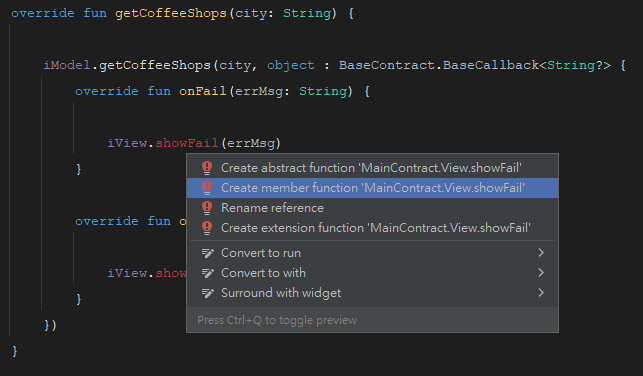 override fun getCoffeeShops(city: String) {
iModel.getCoffeeShops(city, object : BaseContract.BaseCallback<String?> {
override fun onFail(errMsg: String) {
iView.showFail(errMsg)
}
Create abstract function 'MainContract.View.showFail'
Create member function 'MainContract.View.showFail'
Rename reference
Create extension function 'MainContract.View.showFail'
Convert to run
Convert to with
Surround with widget
Press Ctrl+Q to toggle preview
override fun o
iView.show
}
})
}